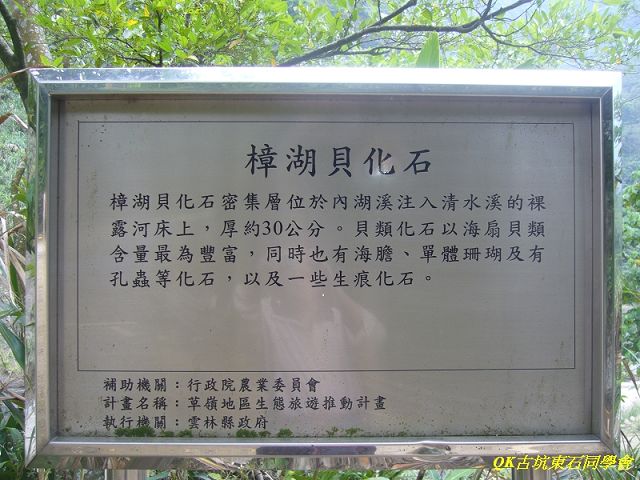 樟湖貝化石
樟湖貝化石密集層位於內湖溪注入清水溪的裸
露河床上，厚約30公分。貝類化石以海扇貝類
含量最為豐富，同時也有海膽、單體珊瑚及有
孔蟲等化石，以及一些生痕化石。
補助機關：行政院農業委員會
計畫名稱：草嶺地區生態旅遊推動計畫
執行機關：雲林縣政府
QK古坑東石同學會